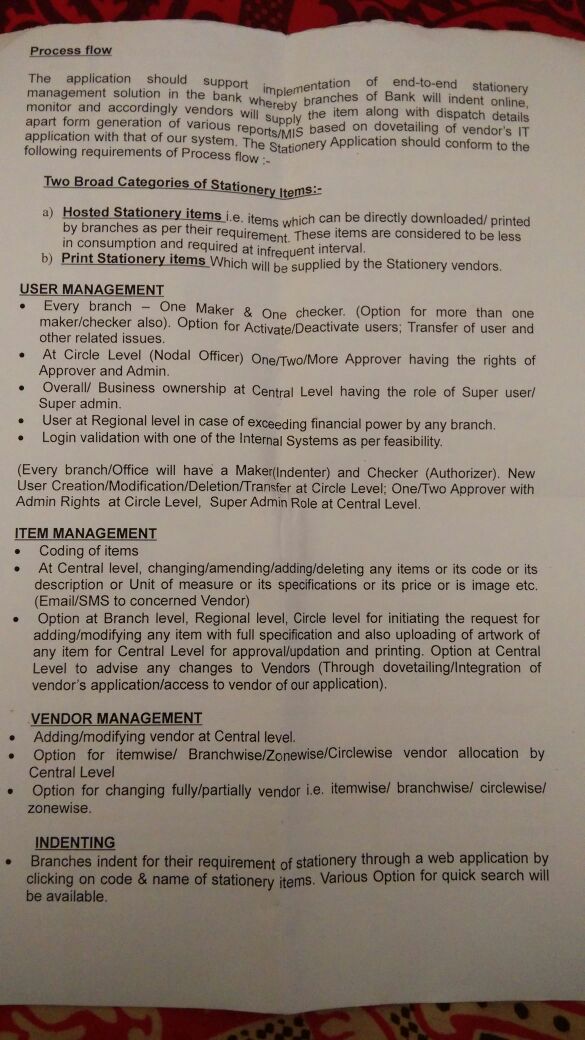 Process flow
The application should support implementation of end-to-end stationery
management solution in the bank whereby branches of Bank will indent online,
monitor and accordingly vendors will supply the item along with dispatch details
apart form generation of various reports/MIS based on dovetailing of vendor's IT
application with that of our system. The Stationery Application should conform to the
following requirements of Process flow :-
Two Broad Categories of Stationery Items:-
a) Hosted Stationery items i.e. items which can be directly downloaded/ printed
by branches as per their requirement. These items are considered to be less
in consumption and required at infrequent interval.
b) Print Stationery items Which will be supplied by the Stationery vendors.
USER MANAGEMENT
• Every branch – One Maker & One checker. (Option for more than one
maker/checker also). Option for Activate/Deactivate users; Transfer of user and
other related issues.
• At Circle Level (Nodal Officer) One/Two/More Approver having the rights of
Approver and Admin.
• Overall/ Business ownership at Central Level having the role of Super user/
Super admin.
• User at Regional level in case of exceeding financial power by any branch.
• Login validation with one of the Internal Systems as per feasibility.
(Every branch/Office will have a Maker(Indenter) and Checker (Authorizer). New
User Creation/Modification/Deletion/Transfer at Circle Level; One/Two Approver with
Admin Rights at Circle Level, Super Admin Role at Central Level.
ITEM MANAGEMENT
• Coding of items
• At Central level, changing/amending/adding/deleting any items or its code or its
description or Unit of measure or its specifications or its price or is image etc.
(Email/SMS to concerned Vendor)
• Option at Branch level, Regional level, Circle level for initiating the request for
adding/modifying any item with full specification and also uploading of artwork of
any item for Central Level for approval/updation and printing. Option at Central
Level to advise any changes to Vendors (Through dovetailing/Integration of
vendor's application/access to vendor of our application).
VENDOR MANAGEMENT
• Adding/modifying vendor at Central level.
• Option for itemwise/ Branchwise/Zonewise/Circlewise vendor allocation by
Central Level
• Option for changing fully/partially vendor i.e. itemwise/ branchwise/ circlewise/
zonewise.
INDENTING
• Branches indent for their requirement of stationery through a web application by
clicking on code & name of stationery items. Various Option for quick search will
be available.